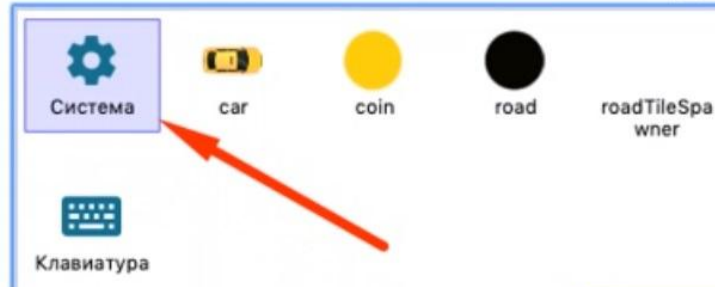 Система
car
coin
road
roadTileSpa
wner
Клавиатура